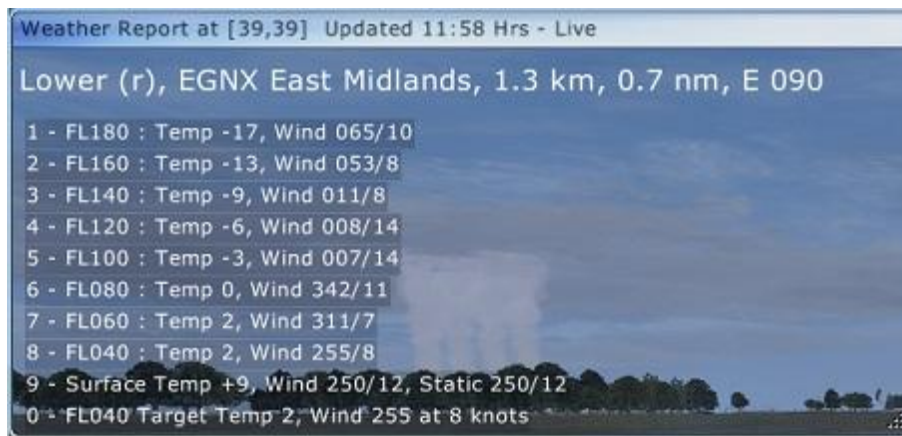 Weather Report at [39,39] Updated 11:58 Hrs - Live
Lower (r), EGNX East Midlands, 1.3 km, 0.7 nm, E 090
1 - FL180 : Temp -17, Wind 065/10
2 - FL160 : Temp -13, Wind 053/8
3 - FL140 : Temp -9, Wind 011/8
4 - FL120 : Temp -6, Wind 008/14
5 - FL100 : Temp -3, Wind 007/14
6 - FL080 : Temp 0, Wind 342/11
7 - FL060 : Temp 2, Wind 311/7
8 - FL040 : Temp 2, Wind 255/8
9 - Surface Temp +9, Wind 250/12, Static 250/12
0 - FL040 Target Temp 2, Wind 255 at 8 knots